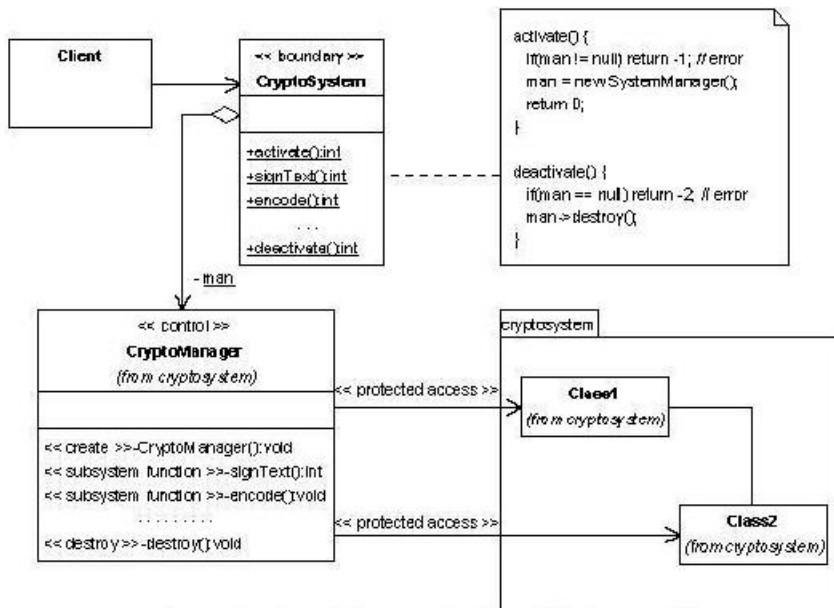 Client
<< boundary >>
CryptoSystem
+activate():int
+signText():int
+encode():int
. . .
+deactivate():int
activate() {
if(man != null) return -1; // error
man = new SystemManager();
return 0;
}
deactivate() {
if(man == null) return -2; // error
man->destroy();
}
- man
<< control >>
CryptoManager
(from cryptosystem)
<< create >>-CryptoManager():void
<< subsystem function >>-signText():int
<< subsystem function >>-encode():void
. . . . . . . . .
<< destroy >>-destroy():void
<< protected access >>
<< protected access >>
cryptosystem
Class1
(from cryptosystem)
Class2
(from cryptosystem)